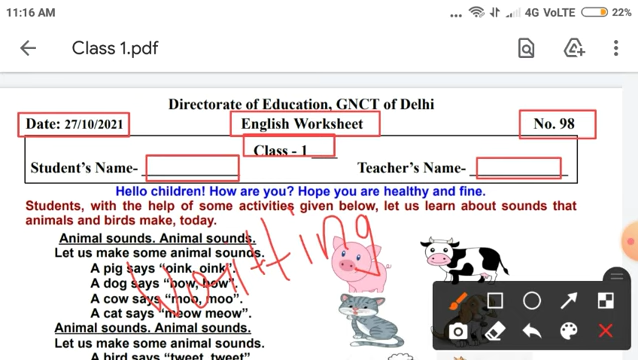 11:16 AM ... 4G VoLTE 22%
Class 1.pdf
Directorate of Education, GNCT of Delhi
Date: 27/10/2021 English Worksheet No. 98
Class - 1
Student's Name- Teacher's Name-
Hello children! How are you? Hope you are healthy and fine.
Students, with the help of some activities given below, let us learn about sounds that
animals and birds make, today.
Animal sounds. Animal sounds.
Let us make some animal sounds.
A pig says "oink, oink".
A dog says "bow, bow".
A cow says "moo, moo".
A cat says "meow meow".
Animal sounds. Animal sounds.
Let us make some animal sounds.
A bird says "tweet, tweet"